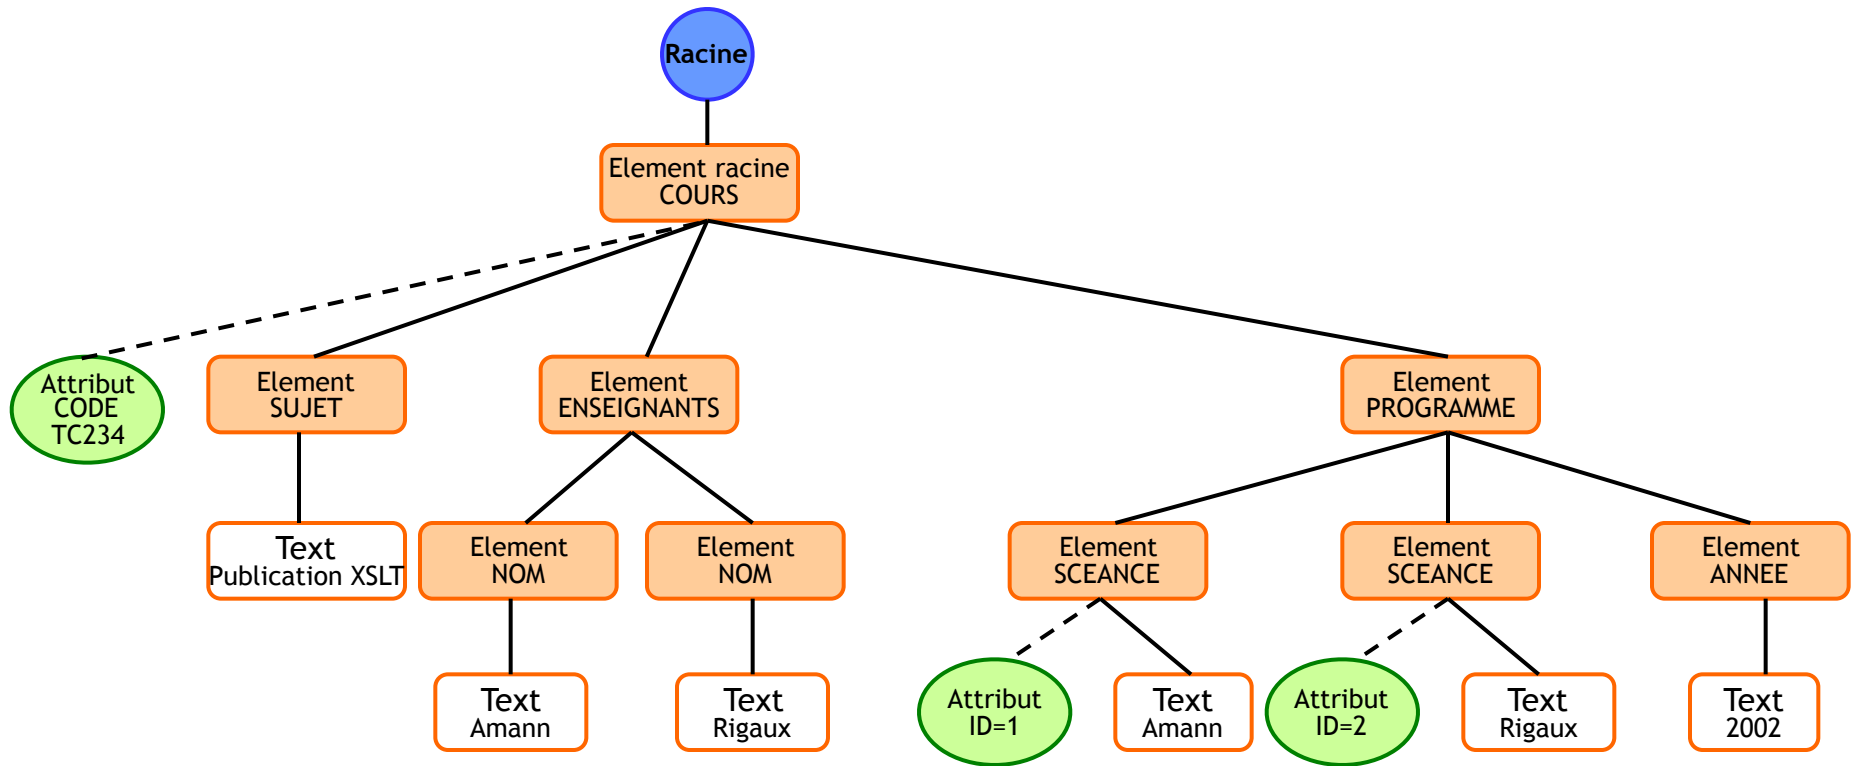 Racine
Element racine
COURS
Attribut
CODE
TC234
Element
SUJET
Element
ENSEIGNANTS
Element
PROGRAMME
Text
Publication XSLT
Element
NOM
Element
NOM
Element
SCEANCE
Element
SCEANCE
Element
ANNEE
Text
Amann
Text
Rigaux
Attribut
ID=1
Text
Amann
Attribut
ID=2
Text
Rigaux
Text
2002